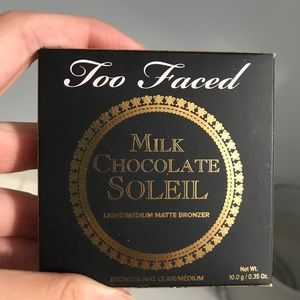 Too Faced
MILK
CHOCOLATE
SOLEIL
LIGHT/MEDIUM MATTE BRONZER
BRONZER MAT CLAIR/MEDIUM
Net Wt.
10.0 g / 0.35 Oz.